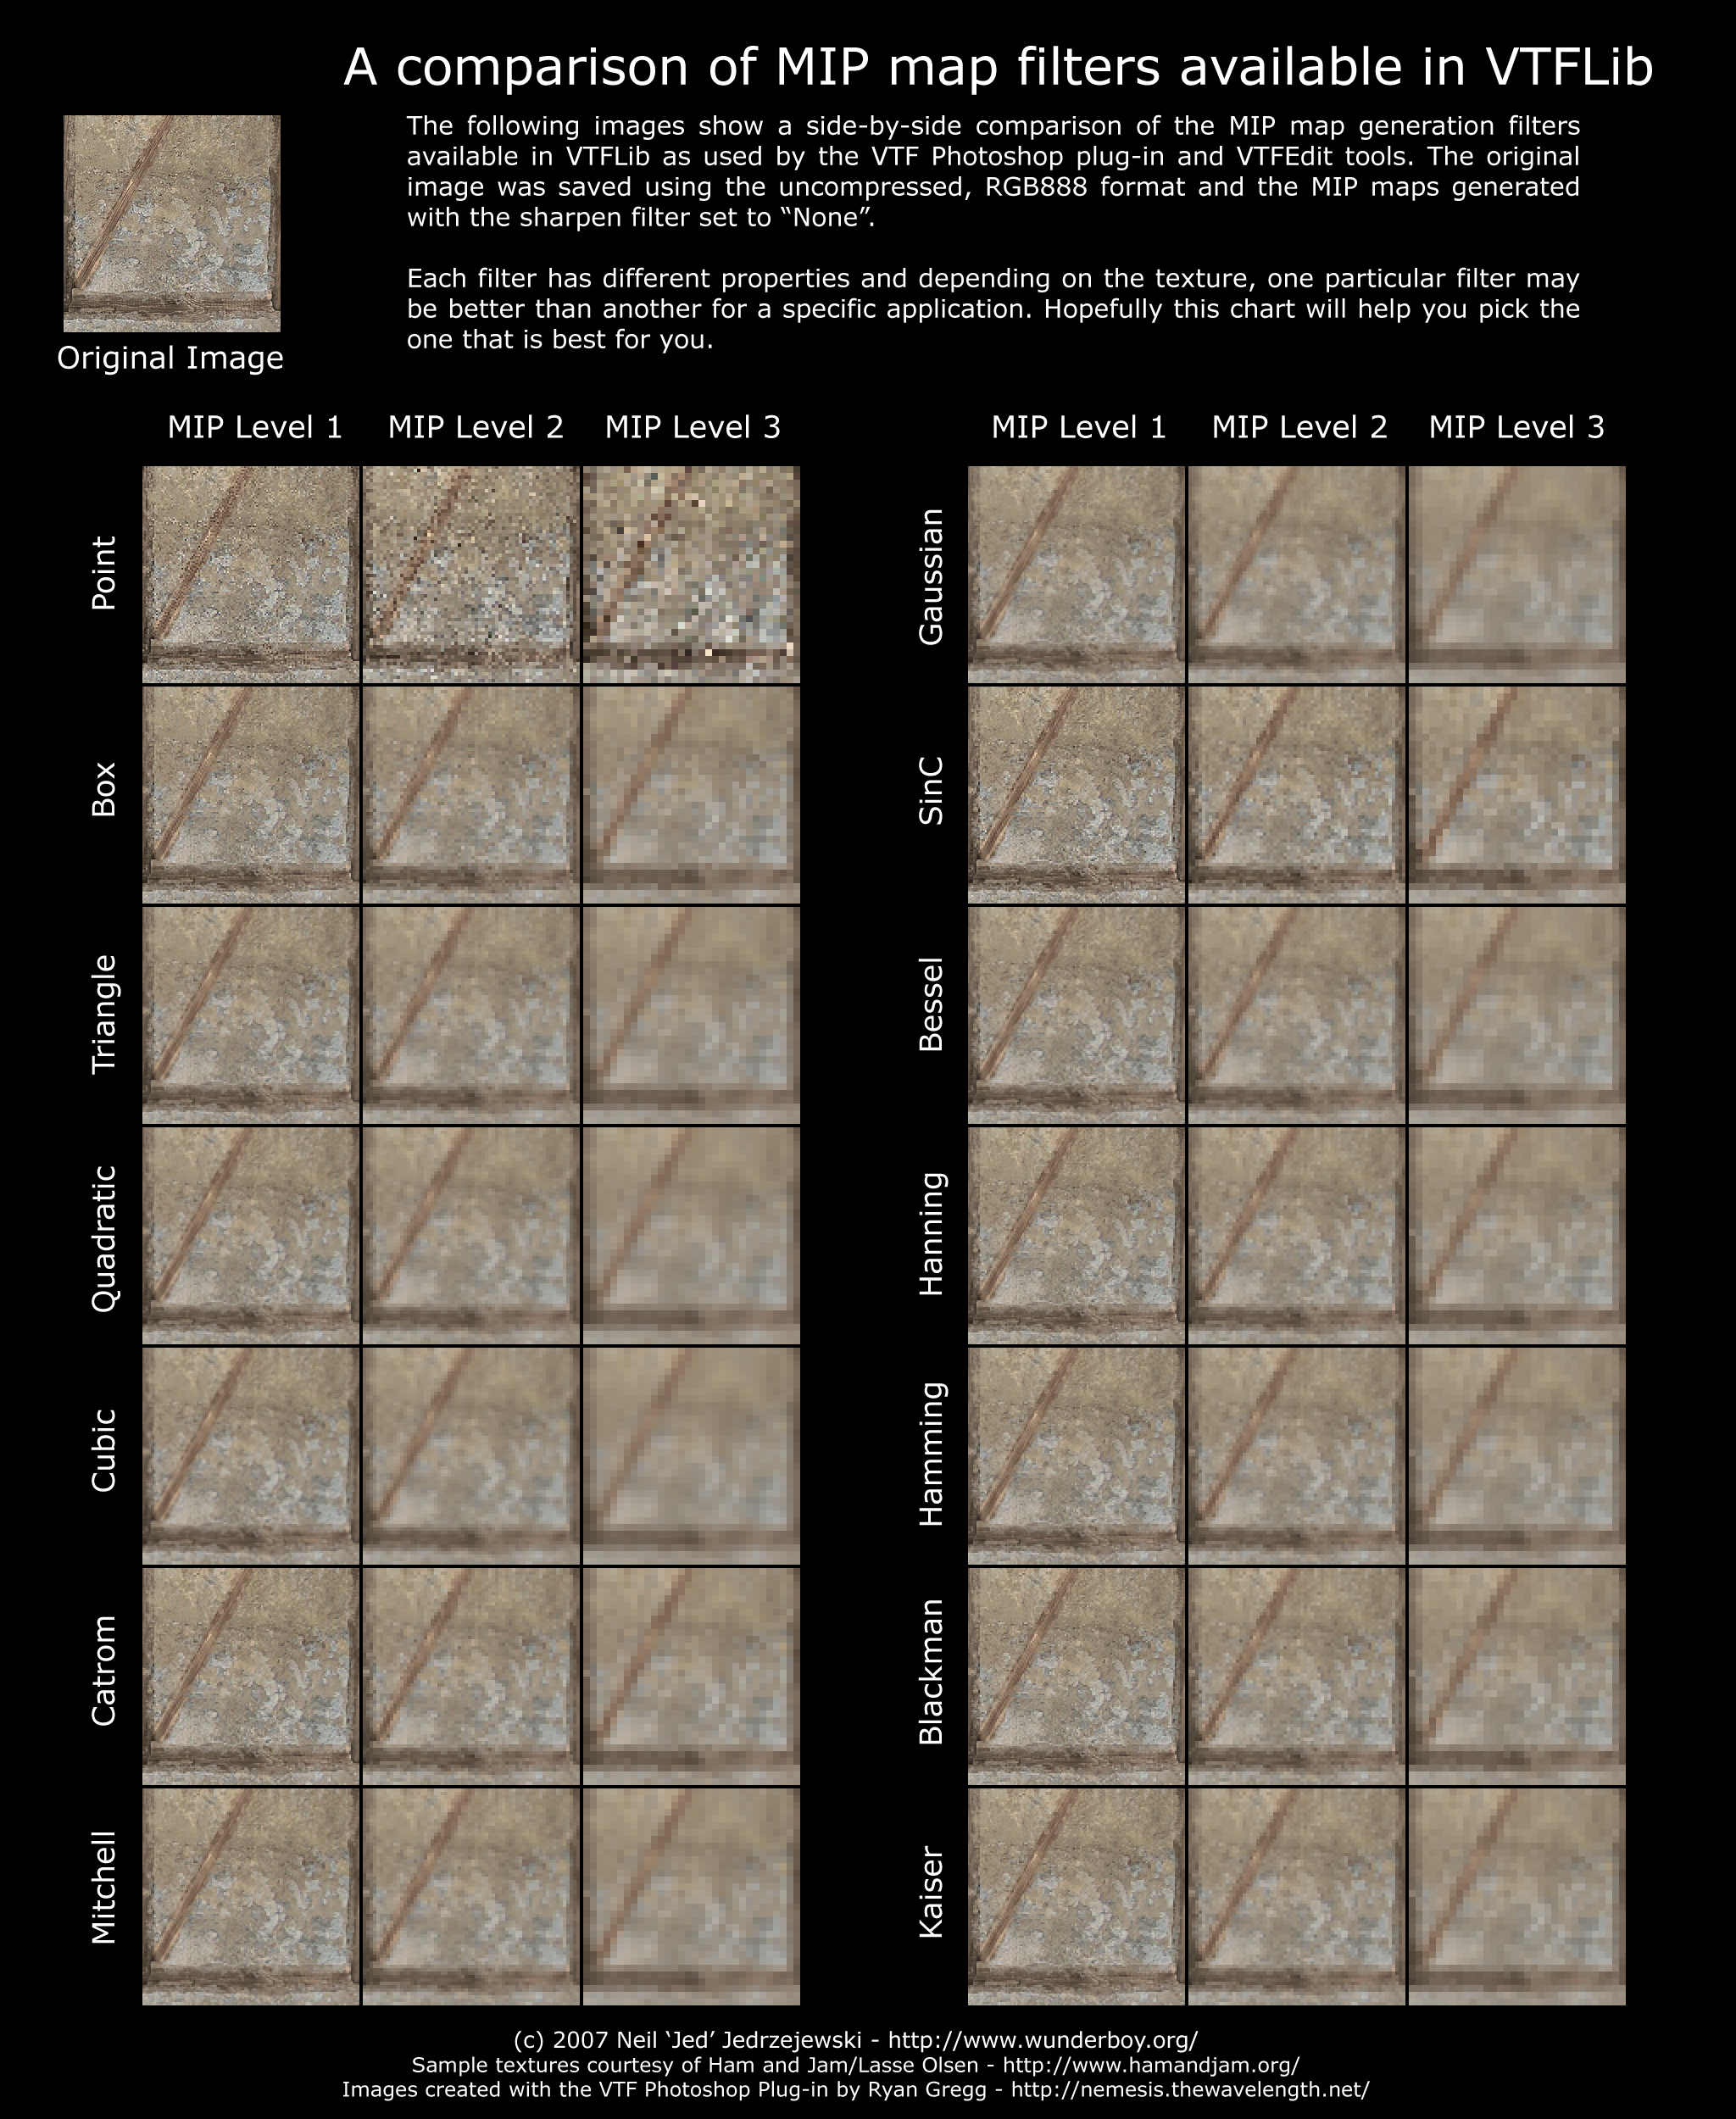 A comparison of MIP map filters available in VTFLib
The following images show a side-by-side comparison of the MIP map generation filters
available in VTFLib as used by the VTF Photoshop plug-in and VTFEdit tools. The original
image was saved using the uncompressed, RGB888 format and the MIP maps generated
with the sharpen filter set to “None”.
Each filter has different properties and depending on the texture, one particular filter may
be better than another for a specific application. Hopefully this chart will help you pick the
one that is best for you.
Original Image
MIP Level 1 MIP Level 2 MIP Level 3
MIP Level 1 MIP Level 2 MIP Level 3
Point
Box
Triangle
Quadratic
Cubic
Catrom
Mitchell
Gaussian
SinC
Bessel
Hanning
Hamming
Blackman
Kaiser
(c) 2007 Neil ‘Jed’ Jedrzejewski - http://www.wunderboy.org/
Sample textures courtesy of Ham and Jam/Lasse Olsen - http://www.hamandjam.org/
Images created with the VTF Photoshop Plug-in by Ryan Gregg - http://nemesis.thewavelength.net/